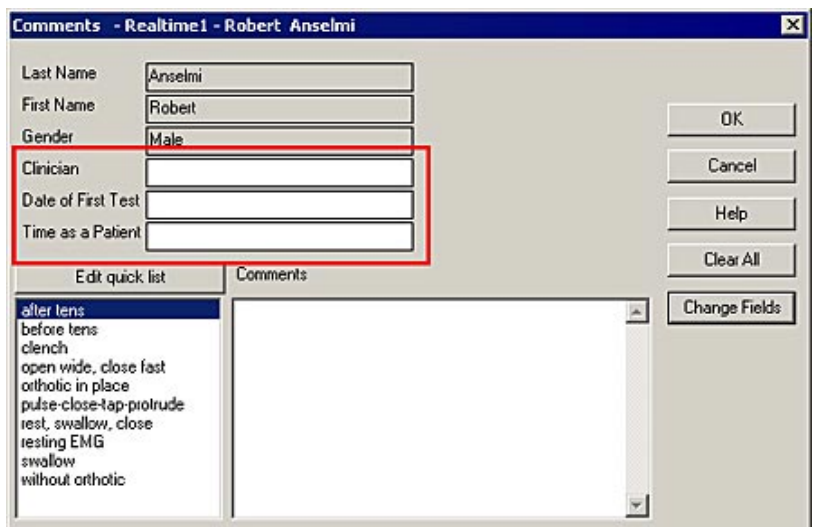 Comments - Realtime1 - Robert Anselmi
Last Name Anselmi
First Name Robert
Gender Male
Clinician
Date of First Test
Time as a Patient
OK
Cancel
Help
Clear All
Change Fields
Edit quick list
Comments
after tens
before tens
clench
open wide, close fast
orthotic in place
pulse-close-tap-protrude
rest, swallow, close
resting EMG
swallow
without orthotic